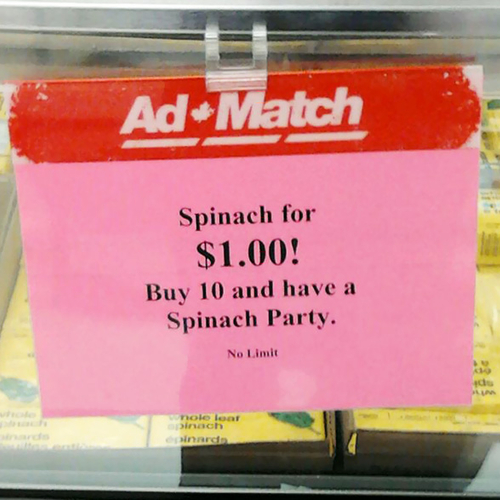 Ad Match
Spinach for
$1.00!
Buy 10 and have a
Spinach Party.
No Limit
whole
spinach
épinards
whole leaf
spinach
épinards